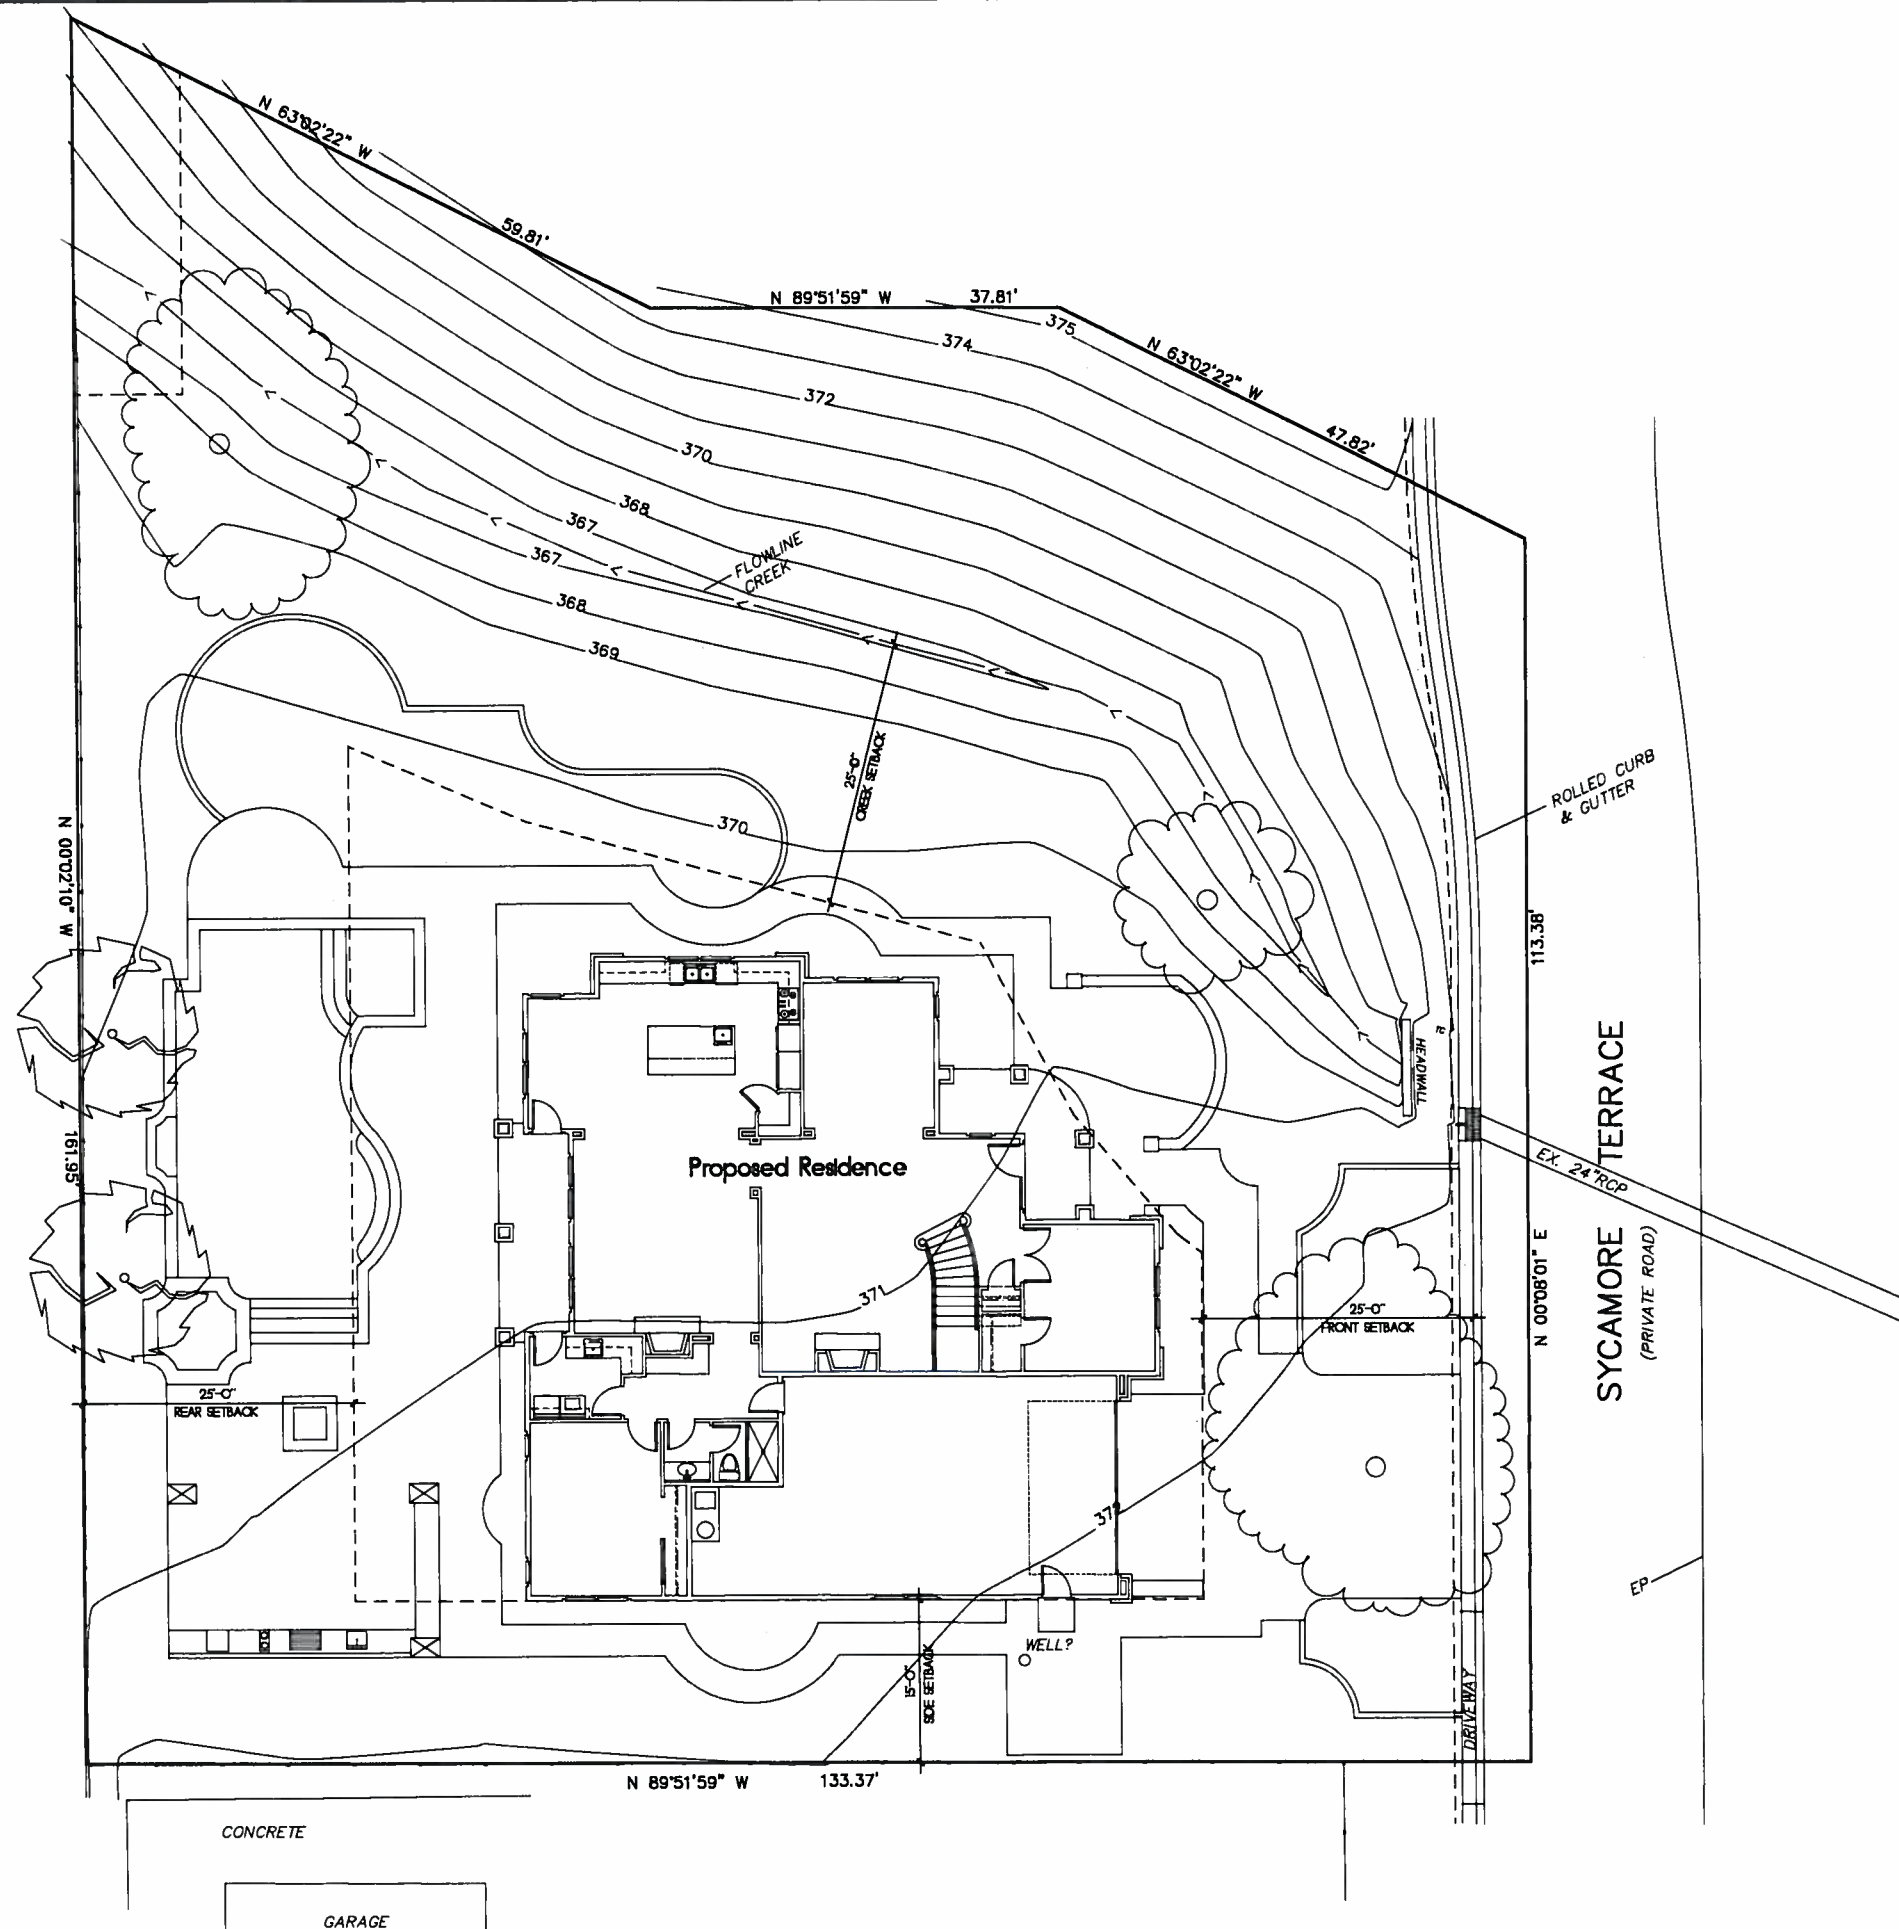 N 63°02'22" W
59.81'
N 89°51'59" W
37.81'
375
374
N 63°02'22" W
47.82'
372
370
368
367
367
FLOWLINE
CREEK
368
369
25'-0"
CREEK SETBACK
370
ROLLED CURB
& GUTTER
N 00°02'10" W
161.95'
113.38'
N 00°08'01" E
HEADWALL
SYCAMORE TERRACE
(PRIVATE ROAD)
EX. 24"RCP
Proposed Residence
371
25'-0"
FRONT SETBACK
25'-0"
REAR SETBACK
EP
WELL?
15'-0"
SIDE SETBACK
DRIVEWAY
N 89°51'59" W
133.37'
CONCRETE
GARAGE